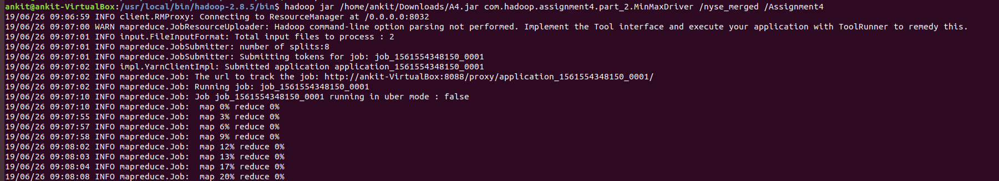 ankit@ankit-VirtualBox:/usr/local/bin/hadoop-2.8.5/bin$ hadoop jar /home/ankit/Downloads/A4.jar com.hadoop.assignment4.part_2.MinMaxDriver /nyse_merged /Assignment4
19/06/26 09:06:59 INFO client.RMProxy: Connecting to ResourceManager at /0.0.0.0:8032
19/06/26 09:07:00 WARN mapreduce.JobResourceUploader: Hadoop command-line option parsing not performed. Implement the Tool interface and execute your application with ToolRunner to remedy this.
19/06/26 09:07:01 INFO input.FileInputFormat: Total input files to process : 2
19/06/26 09:07:01 INFO mapreduce.JobSubmitter: number of splits:8
19/06/26 09:07:01 INFO mapreduce.JobSubmitter: Submitting tokens for job: job_1561554348150_0001
19/06/26 09:07:02 INFO impl.YarnClientImpl: Submitted application application_1561554348150_0001
19/06/26 09:07:02 INFO mapreduce.Job: The url to track the job: http://ankit-VirtualBox:8088/proxy/application_1561554348150_0001/
19/06/26 09:07:02 INFO mapreduce.Job: Running job: job_1561554348150_0001
19/06/26 09:07:10 INFO mapreduce.Job: Job job_1561554348150_0001 running in uber mode : false
19/06/26 09:07:10 INFO mapreduce.Job:  map 0% reduce 0%
19/06/26 09:07:55 INFO mapreduce.Job:  map 3% reduce 0%
19/06/26 09:07:57 INFO mapreduce.Job:  map 6% reduce 0%
19/06/26 09:07:58 INFO mapreduce.Job:  map 9% reduce 0%
19/06/26 09:08:02 INFO mapreduce.Job:  map 12% reduce 0%
19/06/26 09:08:03 INFO mapreduce.Job:  map 13% reduce 0%
19/06/26 09:08:04 INFO mapreduce.Job:  map 17% reduce 0%
19/06/26 09:08:08 INFO mapreduce.Job:  map 20% reduce 0%